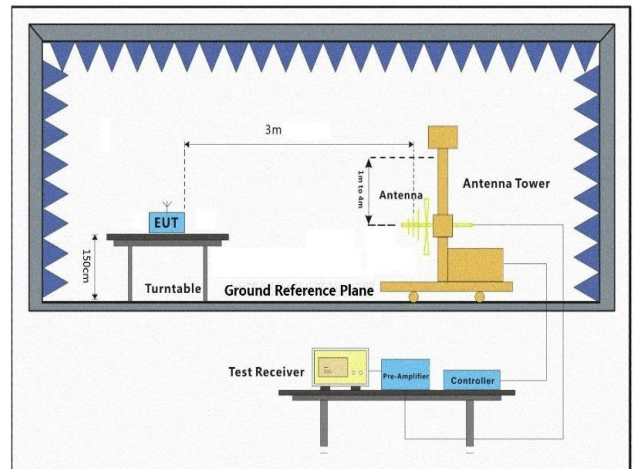 3m
1m to 4m
Antenna
Antenna Tower
EUT
150cm
Turntable
Ground Reference Plane
Test Receiver
Pre-Amplifier
Controller